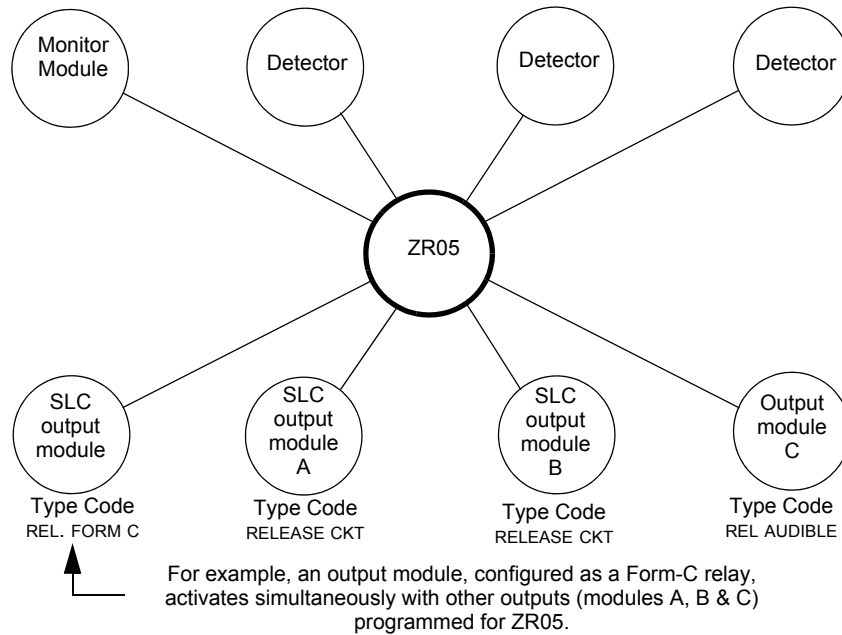 Monitor
Module
Detector
Detector
Detector
ZR05
SLC
output
module
SLC
output
module
A
SLC
output
module
B
Output
module
C
Type Code
REL. FORM C
Type Code
RELEASE CKT
Type Code
RELEASE CKT
Type Code
REL AUDIBLE
For example, an output module, configured as a Form-C relay,
activates simultaneously with other outputs (modules A, B & C)
programmed for ZR05.